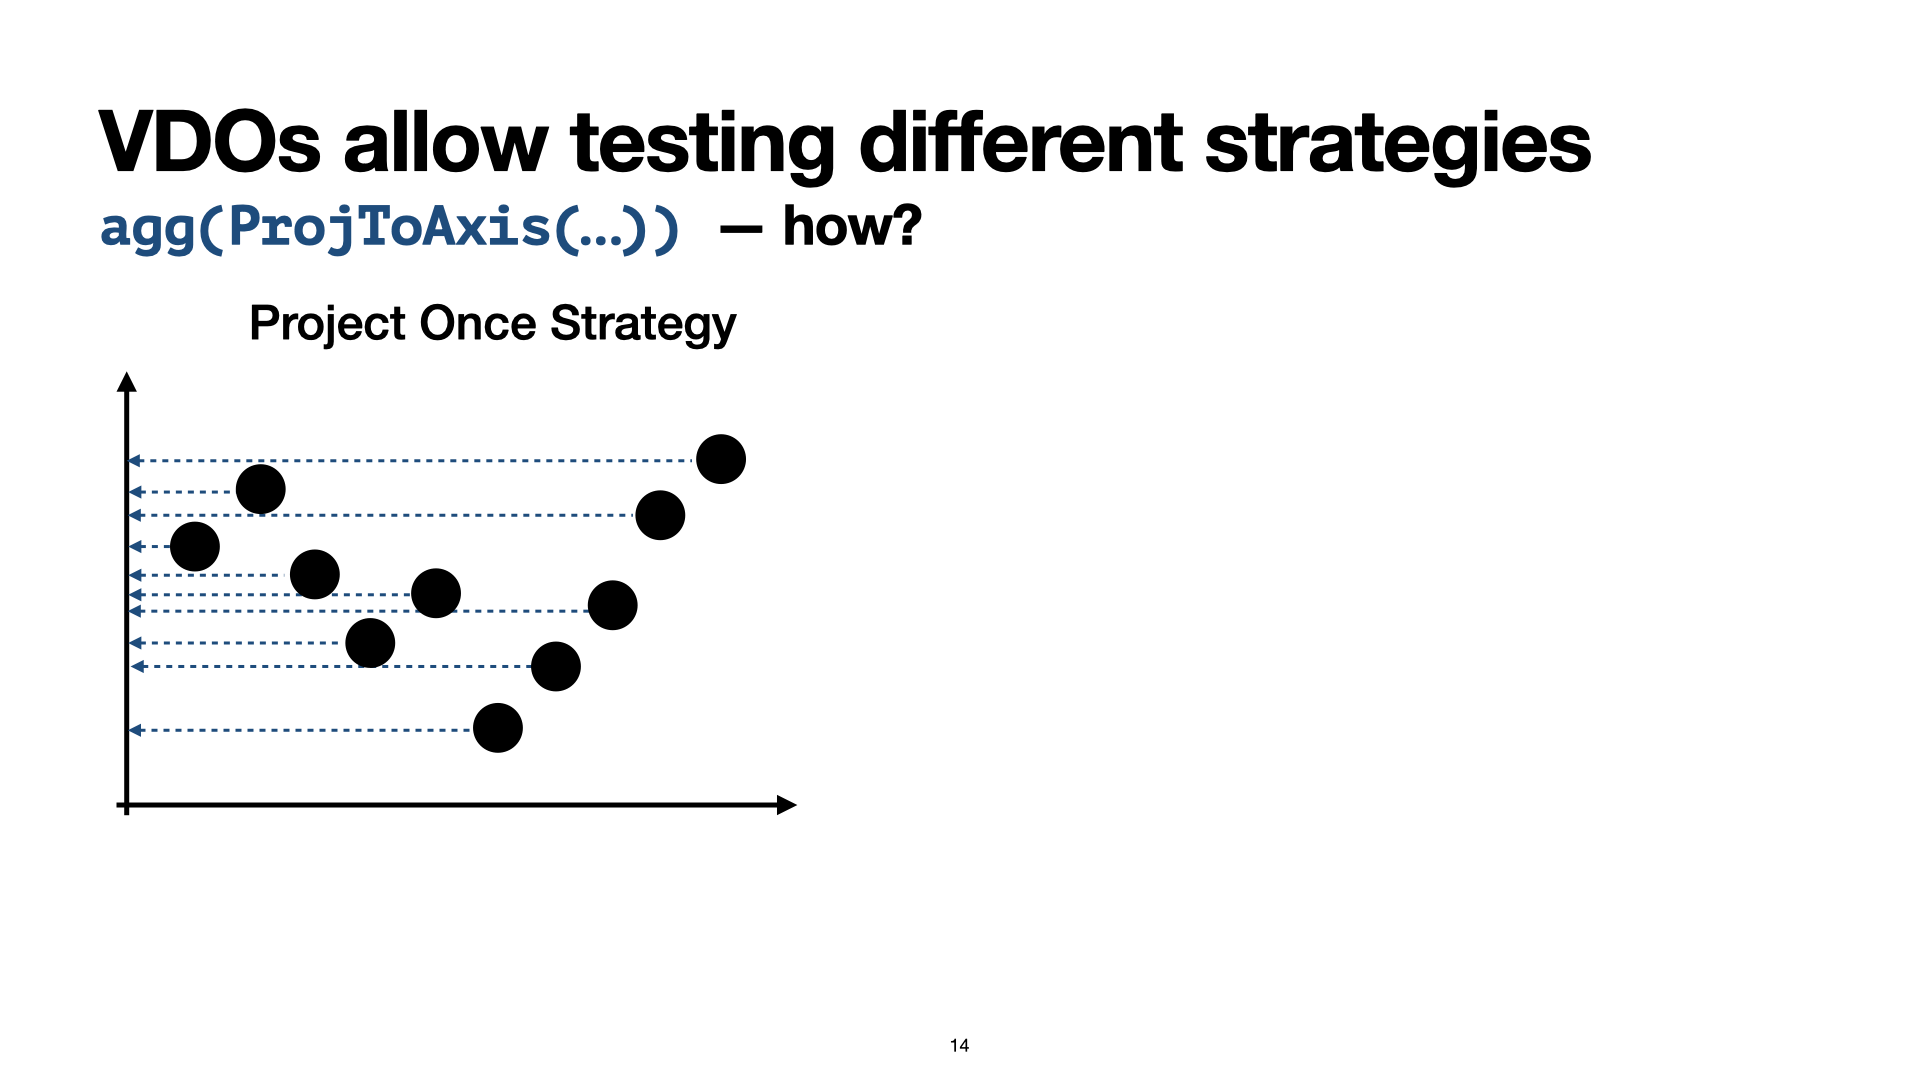 VDOs allow testing different strategies
agg(ProjToAxis(…)) — how?
Project Once Strategy
14